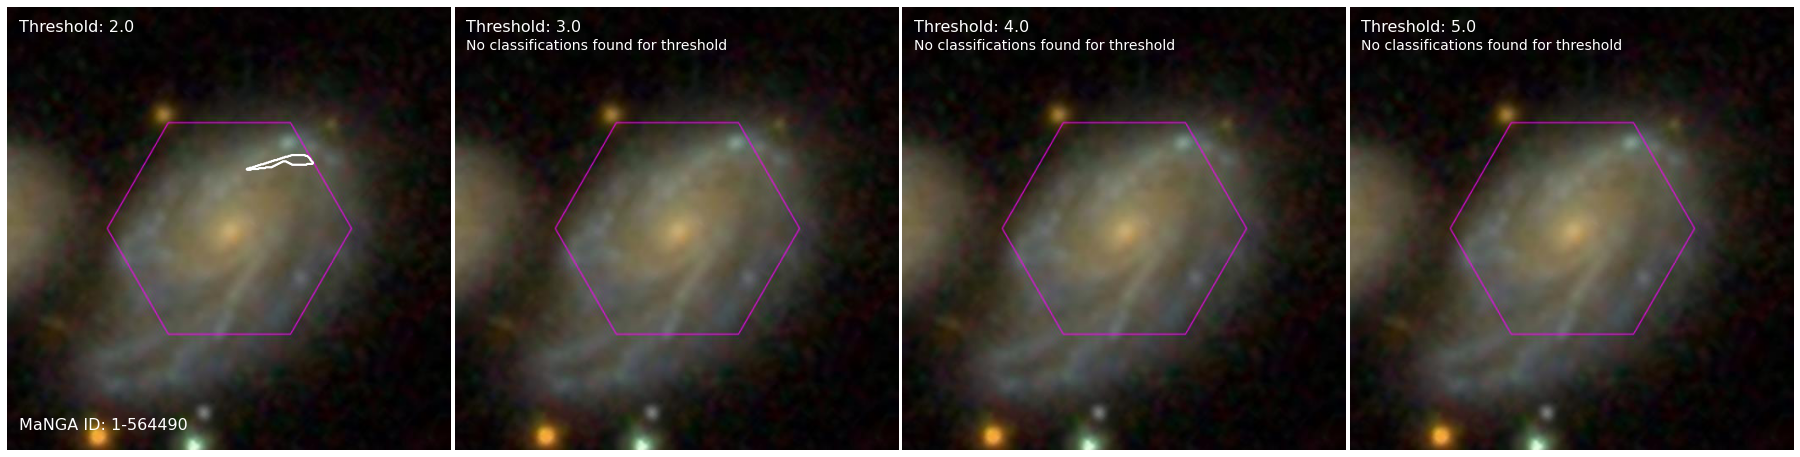 Threshold: 2.0
MaNGA ID: 1-564490
Threshold: 3.0
No classifications found for threshold
Threshold: 4.0
No classifications found for threshold
Threshold: 5.0
No classifications found for threshold